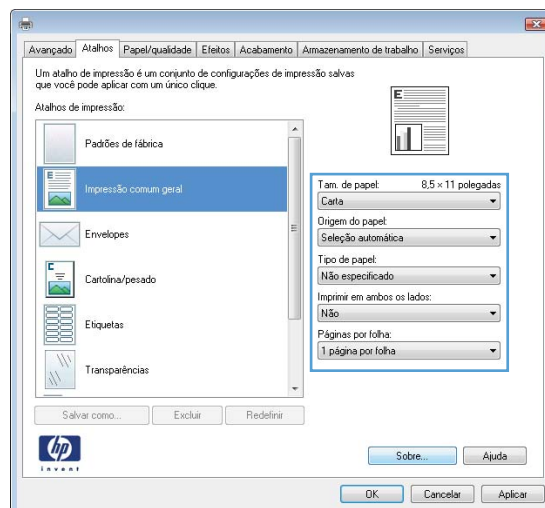 Avançado Atalhos Papel/qualidade Efeitos Acabamento Armazenamento de trabalho Serviços
Um atalho de impressão é um conjunto de configurações de impressão salvas
que você pode aplicar com um único clique.
Atalhos de impressão:
Padrões de fábrica
Impressão comum geral
Envelopes
Cartolina/pesado
Etiquetas
Transparências
E
E
C
Tam. de papel: 8,5 × 11 polegadas
Carta
Origem do papel:
Seleção automática
Tipo de papel:
Não especificado
Imprimir em ambos os lados:
Não
Páginas por folha:
1 página por folha
Salvar como... Excluir Redefinir
hp
invent
Sobre... Ajuda
OK Cancelar Aplicar